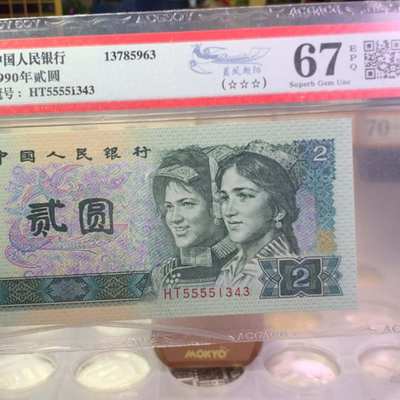 中国人民银行
13785963
990年贰圆
号: HT55551343
(☆☆☆)
67
EPQ
Superb Gem Unc
中国人民银行
2
贰圆
2
HT55551343
70
MOKYO